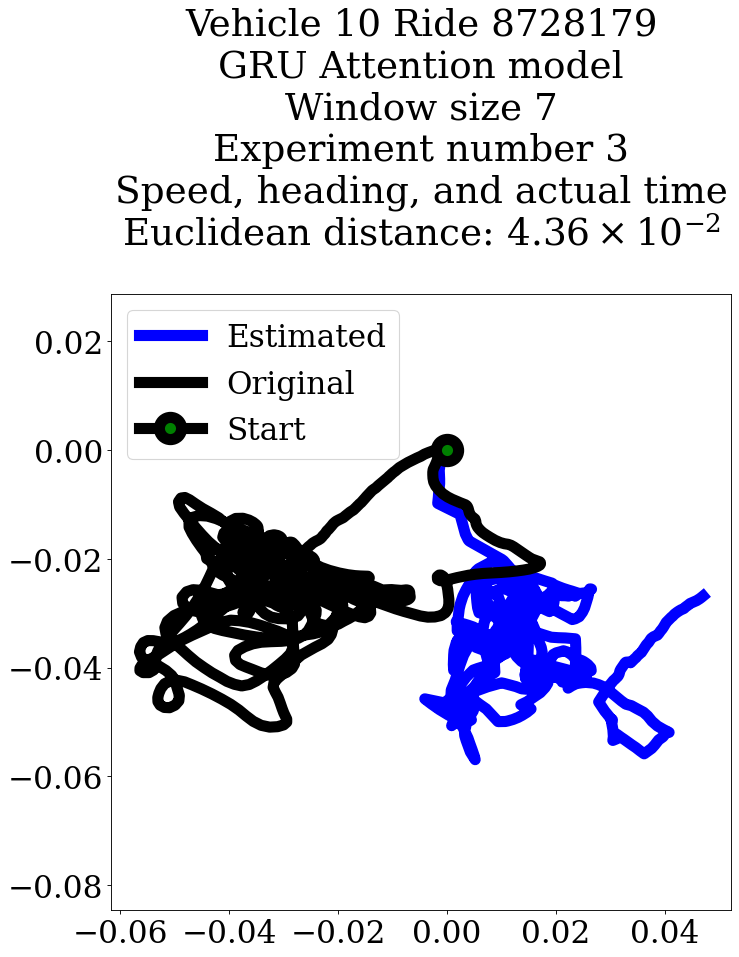 Vehicle 10 Ride 8728179
GRU Attention model
Window size 7
Experiment number 3
Speed, heading, and actual time
Euclidean distance: 4.36 × 10⁻²
Estimated
Original
Start
0.02
0.00
−0.02
−0.04
−0.06
−0.08
−0.06 −0.04 −0.02 0.00 0.02 0.04